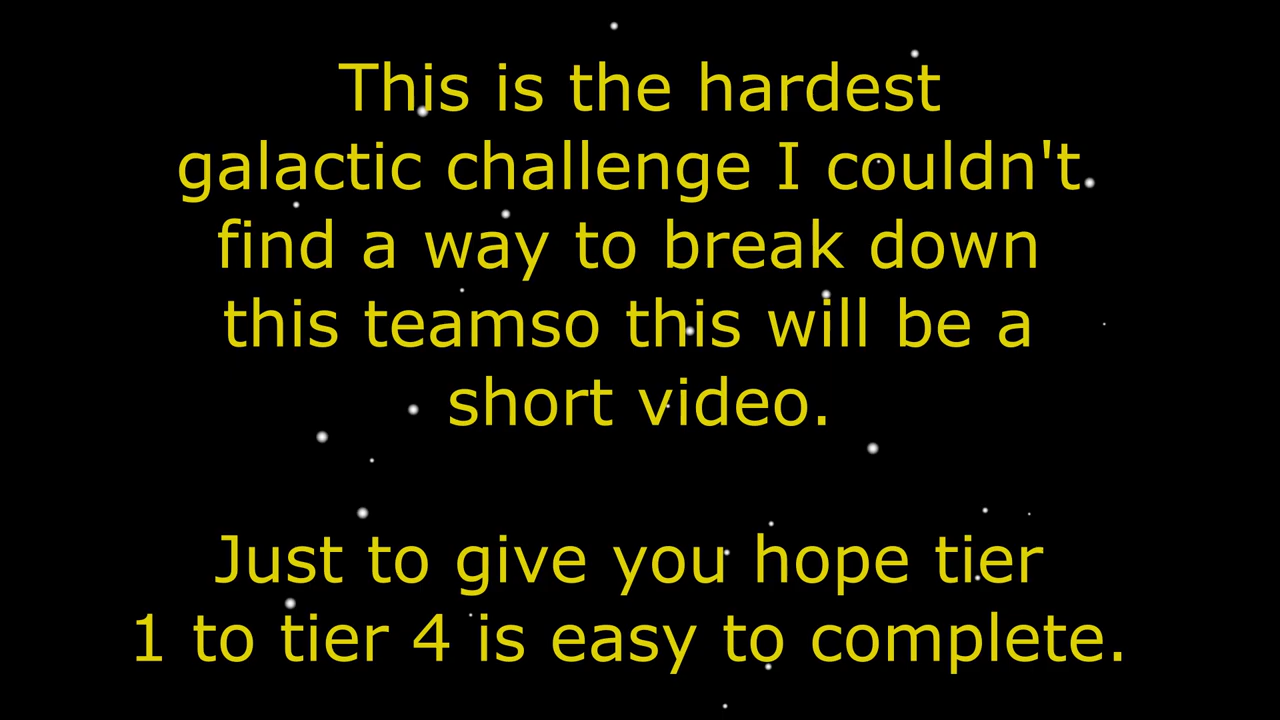 This is the hardest
galactic challenge I couldn't
find a way to break down
this teamso this will be a
short video.
Just to give you hope tier
1 to tier 4 is easy to complete.